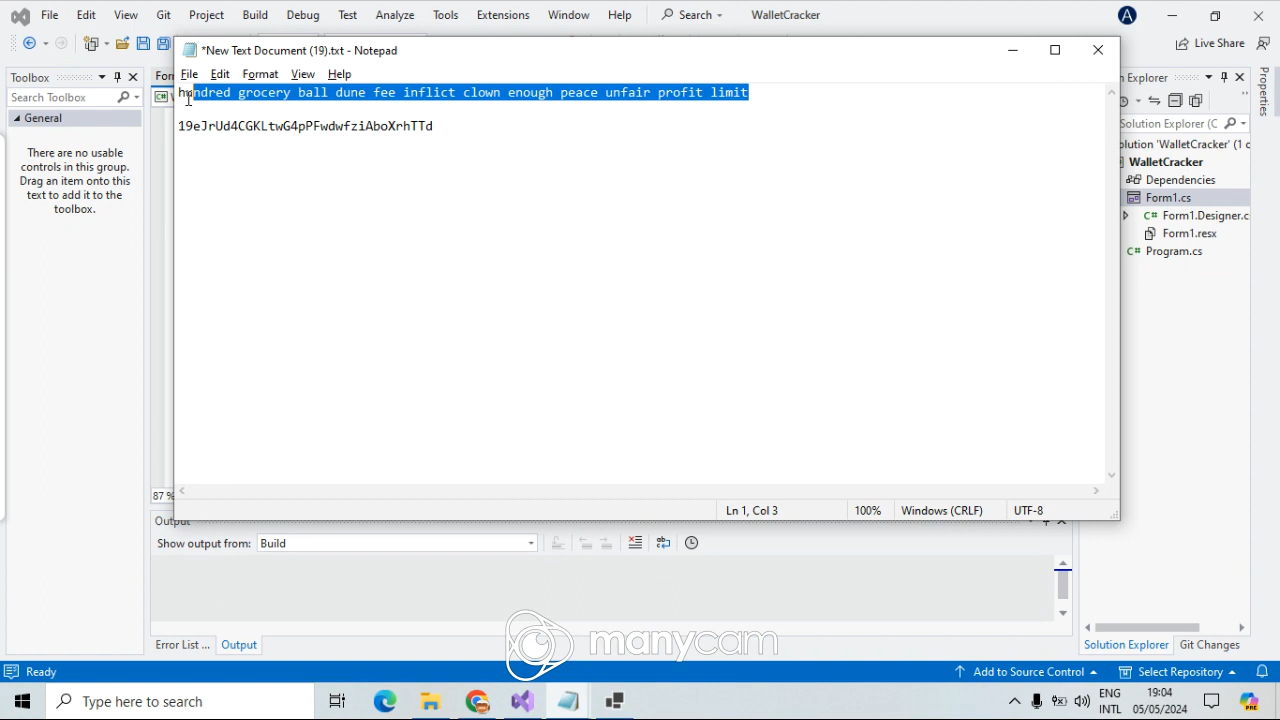 File Edit View Git Project Build Debug Test Analyze Tools Extensions Window Help Search WalletCracker A
Live Share
*New Text Document (19).txt - Notepad
File Edit Format View Help
hundred grocery ball dune fee inflict clown enough peace unfair profit limit
19eJrUd4CGKLtwG4pPFwdwfziAboXrhTTd
Ln 1, Col 3 100% Windows (CRLF) UTF-8
Toolbox
Search Toolbox
General
There are no usable
controls in this group.
Drag an item onto this
text to add it to the
toolbox.
For
87 %
Output
Show output from: Build
Error List ... Output
Explorer
Solution Explorer (C
olution 'WalletCracker' (1 c
WalletCracker
Dependencies
Form1.cs
Form1.Designer.c
Form1.resx
Program.cs
Properties
Solution Explorer Git Changes
manycam
Ready Add to Source Control Select Repository
Type here to search
ENG
INTL
19:04
05/05/2024
PRE